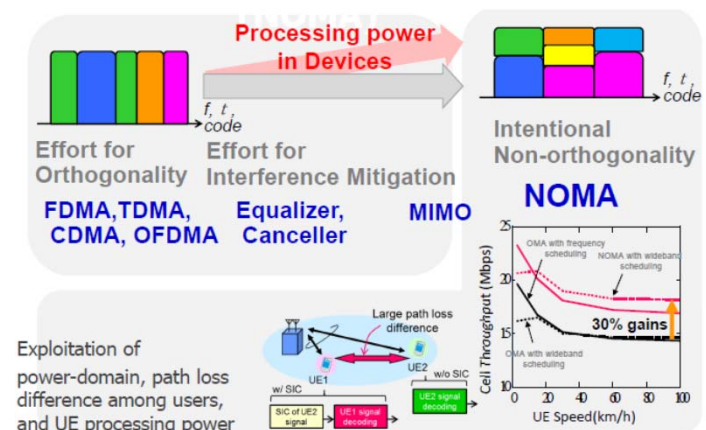 (NOMA)
Processing power
in Devices
f, t,
code
f, t,
code
Effort for
Orthogonality
Effort for
Interference Mitigation
Intentional
Non-orthogonality
FDMA,TDMA,
CDMA, OFDMA
Equalizer,
Canceller
MIMO
NOMA
Cell Throughput (Mbps)
25
20
15
10
OMA with frequency
scheduling
NOMA with wideband
scheduling
30% gains
OMA with wideband
scheduling
0
20
40
60
80
100
UE Speed(km/h)
Exploitation of
power-domain, path loss
difference among users,
and UE processing power
Large path loss
difference
UE1
UE2
w/ SIC
w/o SIC
SIC of UE2
signal
UE1 signal
decoding
UE2 signal
decoding